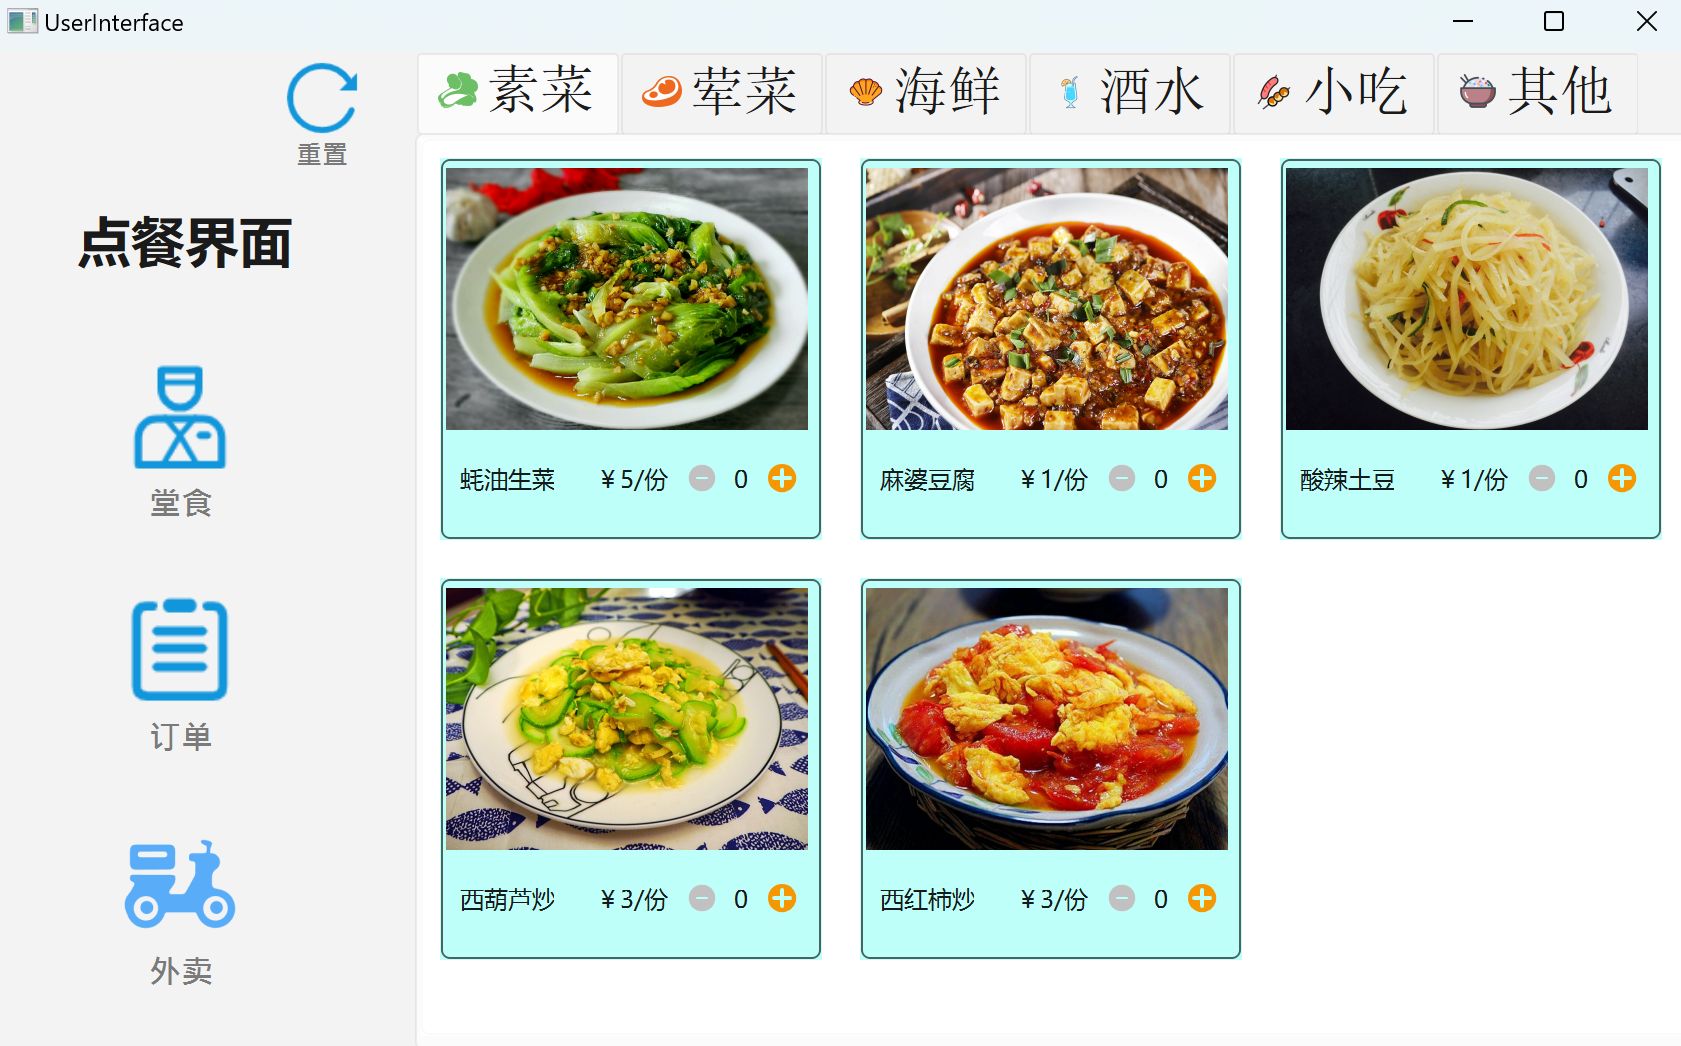 UserInterface
重置
点餐界面
堂食
订单
外卖
素菜 荤菜 海鲜 酒水 小吃 其他
蚝油生菜 ¥5/份 0
麻婆豆腐 ¥1/份 0
酸辣土豆 ¥1/份 0
西葫芦炒 ¥3/份 0
西红柿炒 ¥3/份 0